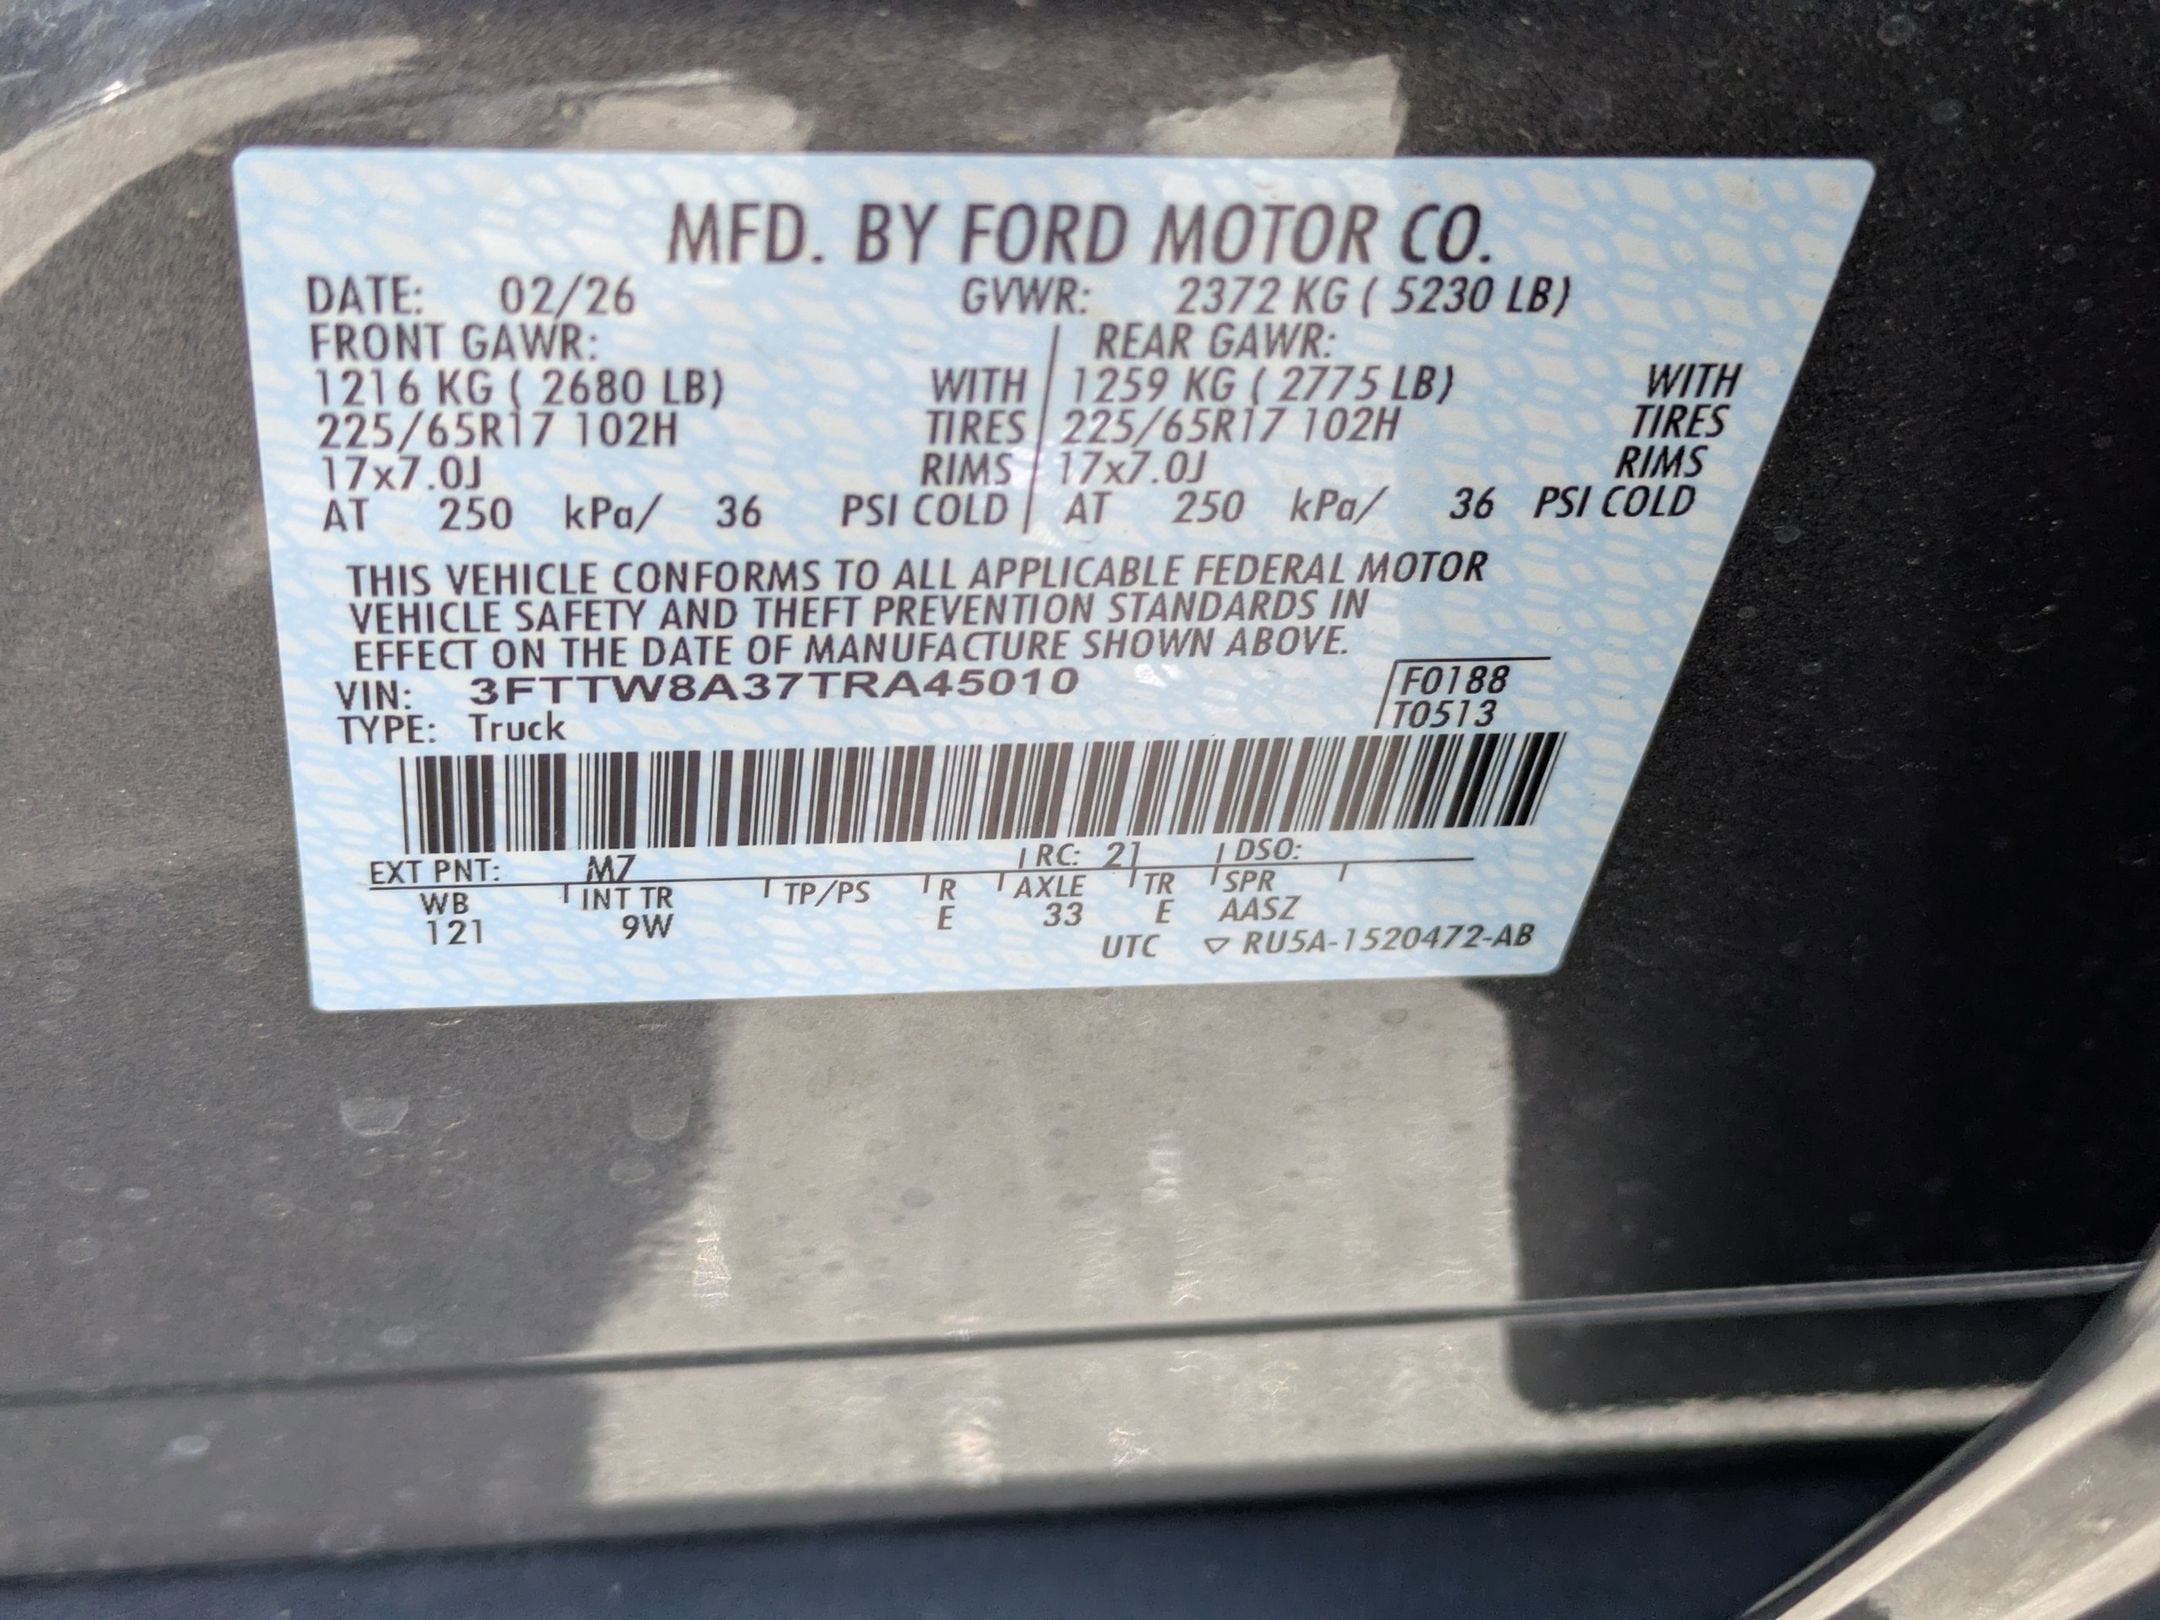 MFD. BY FORD MOTOR CO.
DATE: 02/26 GVWR: 2372 KG ( 5230 LB)
FRONT GAWR: REAR GAWR:
1216 KG ( 2680 LB) WITH 1259 KG ( 2775 LB) WITH
225/65R17 102H TIRES 225/65R17 102H TIRES
17x7.0J RIMS 17x7.0J RIMS
AT 250 kPa/ 36 PSI COLD AT 250 kPa/ 36 PSI COLD
THIS VEHICLE CONFORMS TO ALL APPLICABLE FEDERAL MOTOR
VEHICLE SAFETY AND THEFT PREVENTION STANDARDS IN
EFFECT ON THE DATE OF MANUFACTURE SHOWN ABOVE.
VIN: 3FTTW8A37TRA45010 F0188
TYPE: Truck T0513
EXT PNT: M7 RC: 21 DSO:
WB INT TR TP/PS R AXLE TR SPR
121 9W E 33 E AASZ
UTC ▽ RU5A-1520472-AB